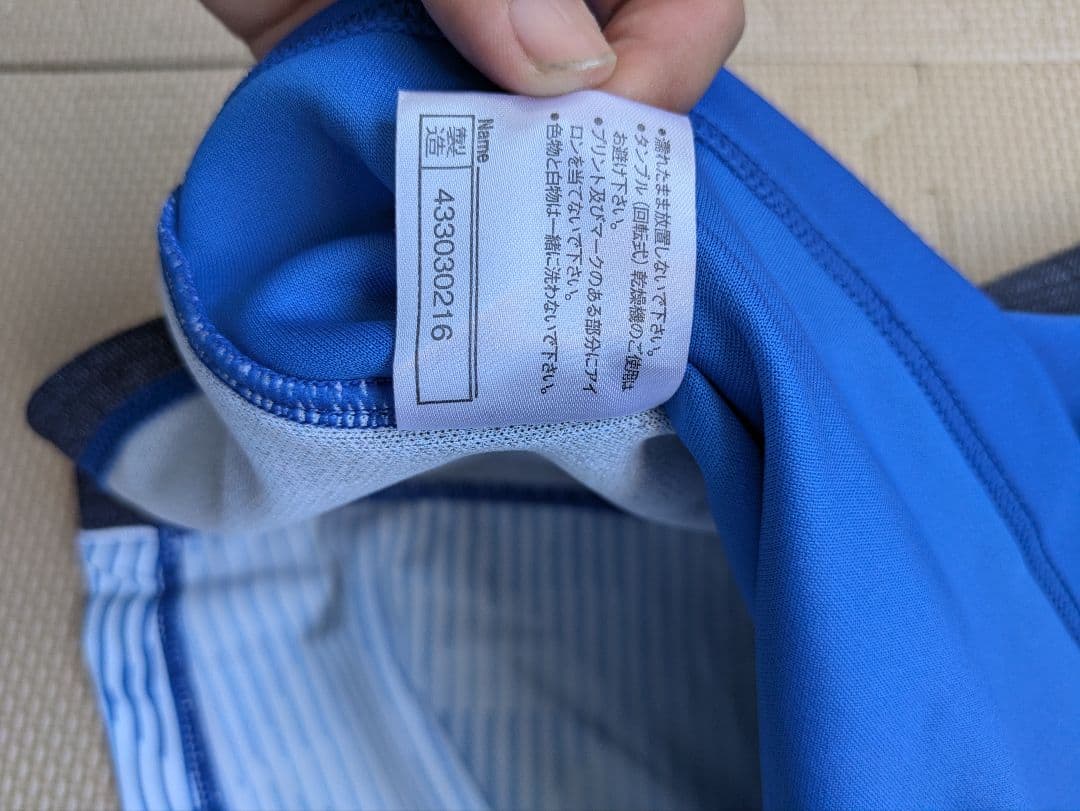 ●濡れたまま放置しないで下さい。
●タンブル(回転式)乾燥機のご使用は
お避け下さい。
●プリント及びマークのある部分にアイ
ロンを当てないで下さい。
●色物と白物は一緒に洗わないで下さい。
Name
製造 433030216